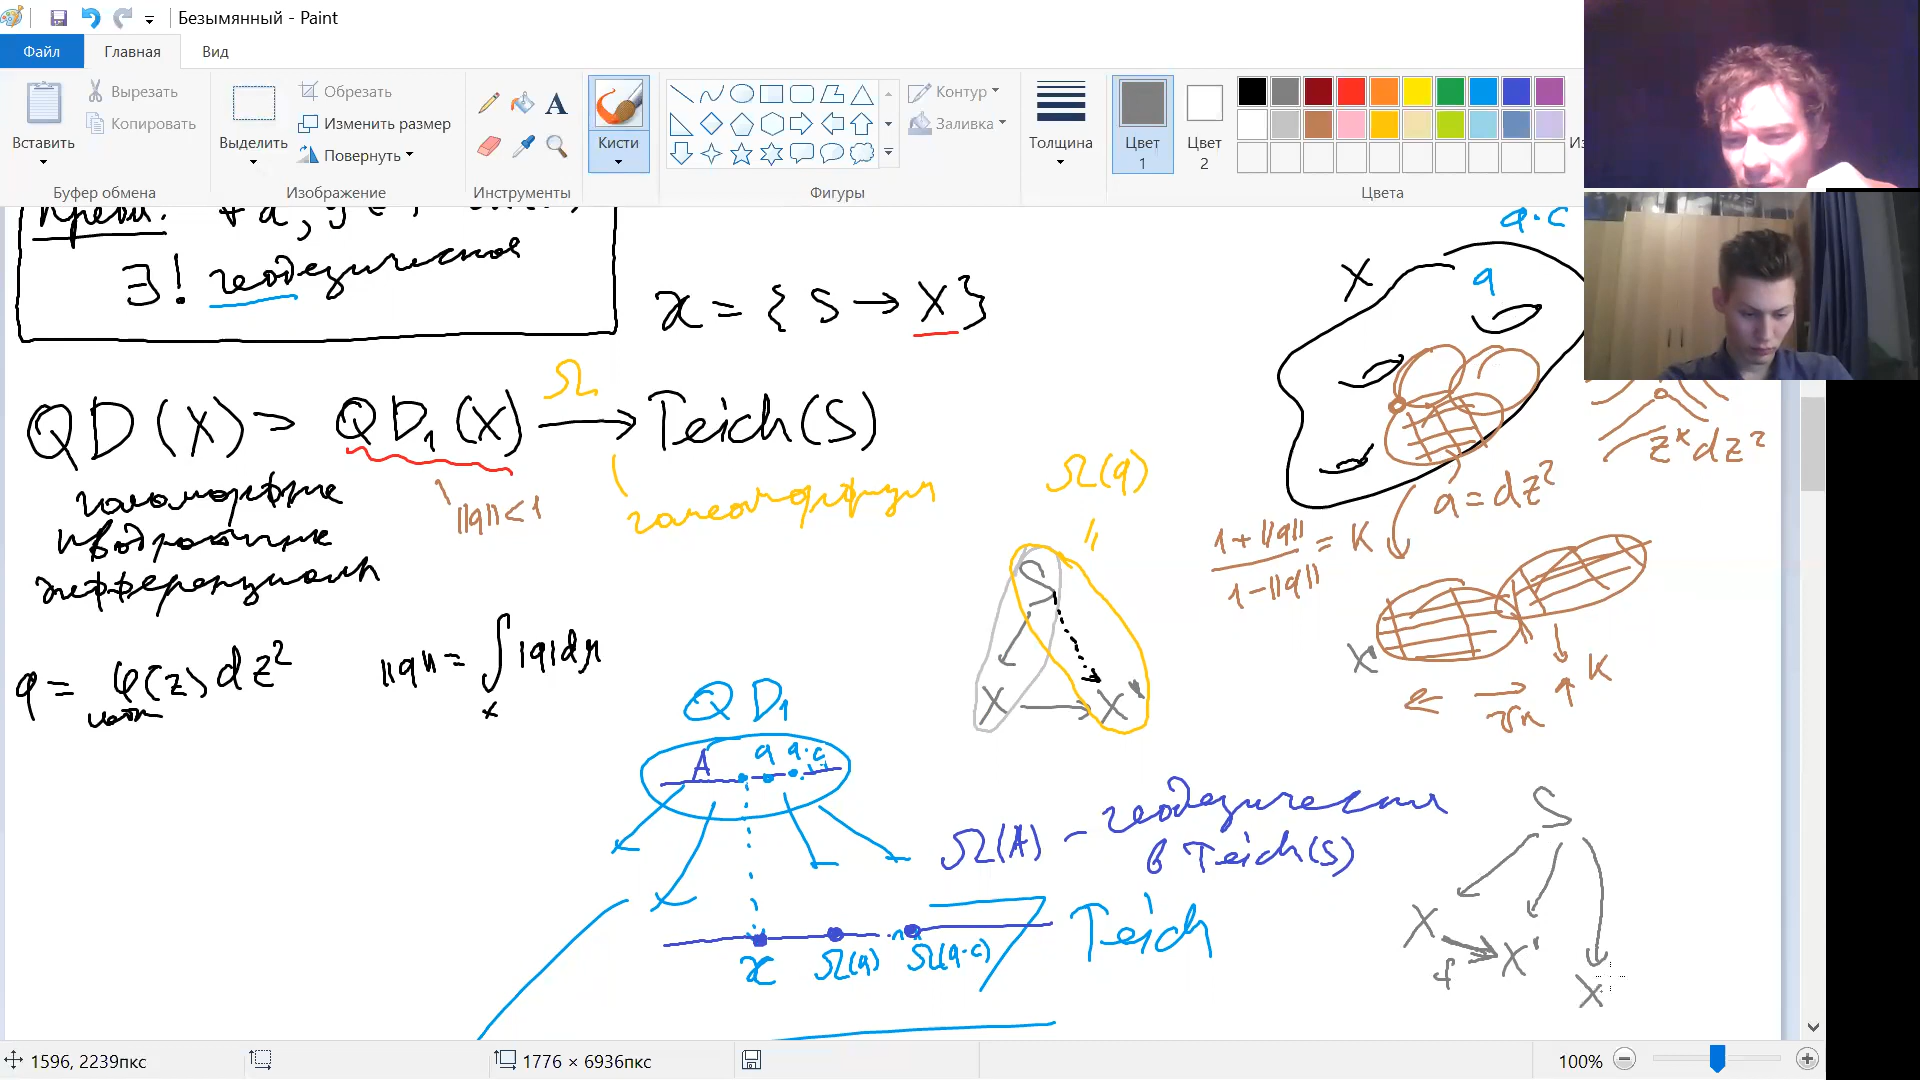 Безымянный - Paint
Файл
Главная
Вид
Вставить
Вырезать
Копировать
Буфер обмена
Выделить
Обрезать
Изменить размер
Повернуть
Изображение
A
Инструменты
Кисти
Контур
Заливка
Фигуры
Толщина
Цвет 1
Цвет 2
Цвета
∃! геодезическая
x = { S → X }
QD(X) ⊃ QD₁(X) → Teich(S)
Ω
голоморфные
квадратичные
дифференциалы
||q|| < 1
гомеоморфизм
q = φ(z) dz²
||q|| = ∫ |q| dμ
x
Ω(q)
"
S
X → X'
q·c
X
q
z^k dz²
q = dz²
1+||q|| / 1-||q|| = K
X'
K
QD₁
A q q·c
Ω(A) - геодезическая
в Teich(S)
x Ω(q) Ω(q·c)
Teich
S
X
f
X'
X
1596, 2239пкс
1776 × 6936пкс
100%